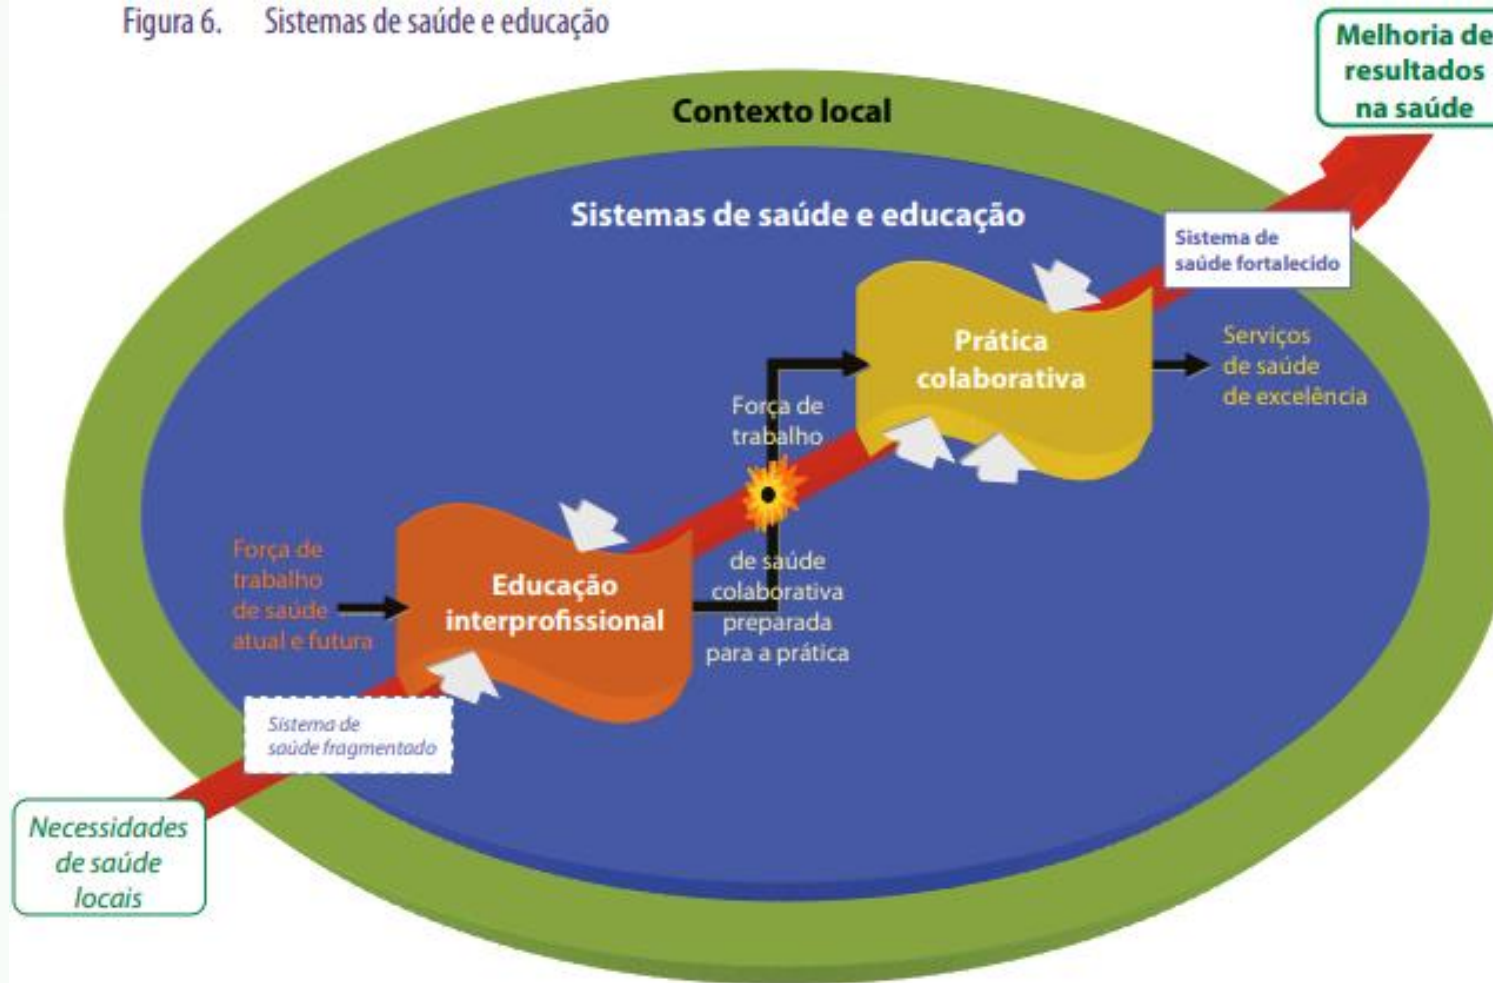 Figura 6. Sistemas de saúde e educação
Melhoria de
resultados
na saúde
Contexto local
Sistemas de saúde e educação
Sistema de
saúde fortalecido
Prática
colaborativa
Serviços
de saúde
de excelência
Força de
trabalho
de saúde
colaborativa
preparada
para a prática
Educação
interprofissional
Força de
trabalho
de saúde
atual e futura
Sistema de
saúde fragmentado
Necessidades
de saúde
locais